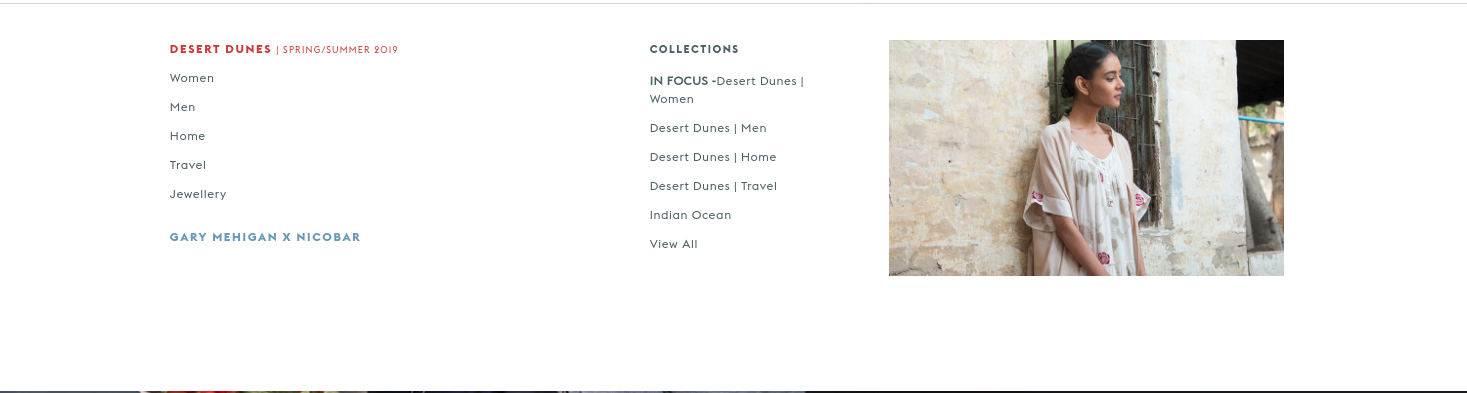 DESERT DUNES | SPRING/SUMMER 2019
Women
Men
Home
Travel
Jewellery
GARY MEHIGAN X NICOBAR
COLLECTIONS
IN FOCUS -Desert Dunes |
Women
Desert Dunes | Men
Desert Dunes | Home
Desert Dunes | Travel
Indian Ocean
View All